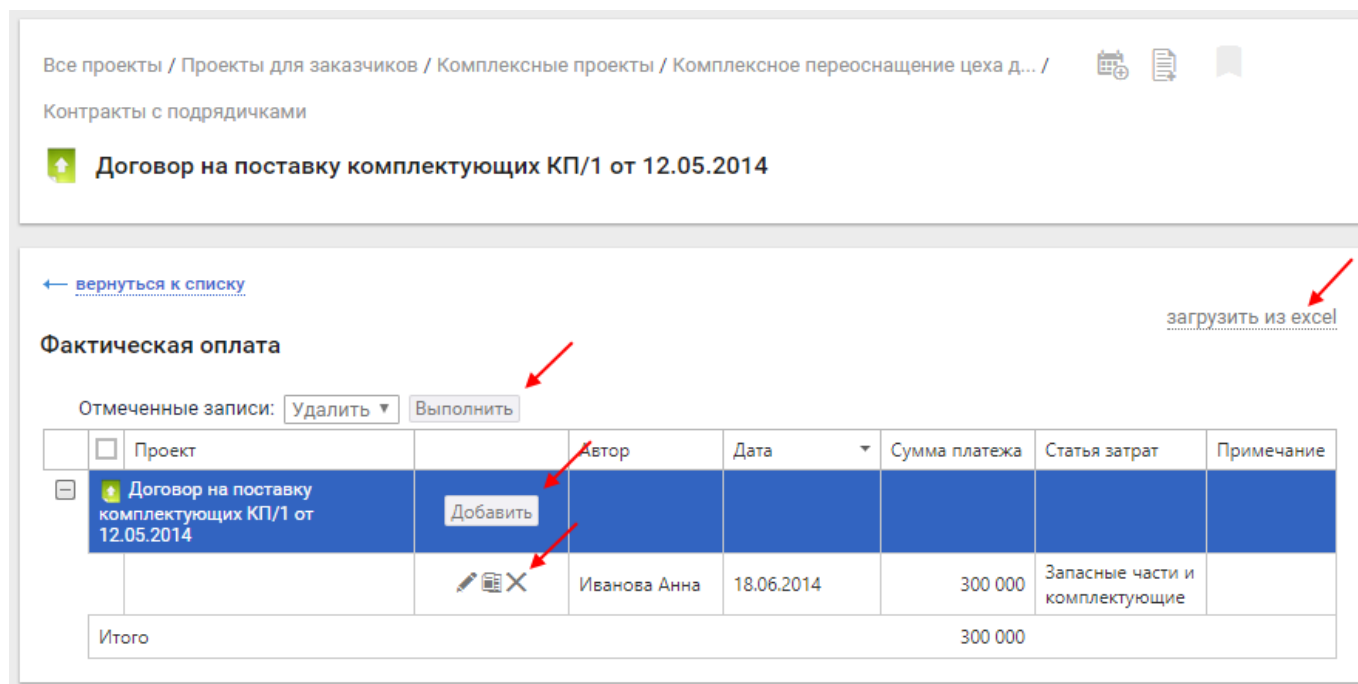 Все проекты / Проекты для заказчиков / Комплексные проекты / Комплексное переоснащение цеха д... /
Контракты с подрядичками
Договор на поставку комплектующих КП/1 от 12.05.2014
вернуться к списку
загрузить из excel
Фактическая оплата
Отмеченные записи: Удалить Выполнить
Проект Автор Дата Сумма платежа Статья затрат Примечание
Договор на поставку
комплектующих КП/1 от
12.05.2014
Добавить
Иванова Анна 18.06.2014 300 000 Запасные части и
комплектующие
Итого 300 000